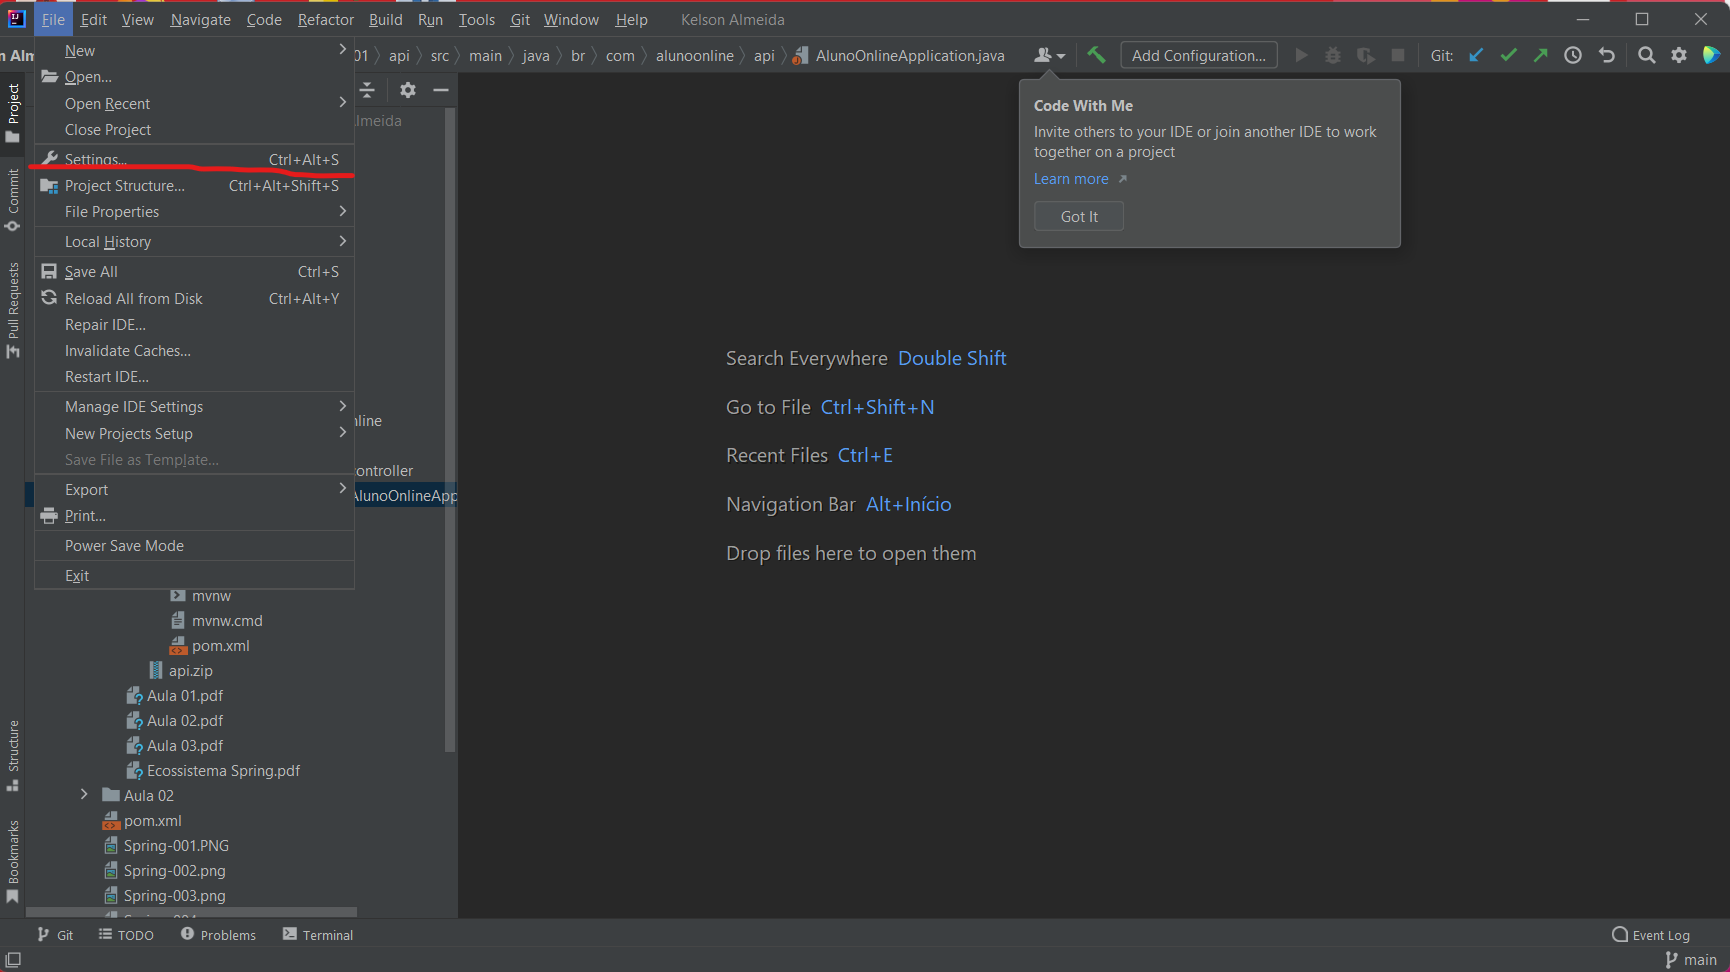 File Edit View Navigate Code Refactor Build Run Tools Git Window Help Kelson Almeida
01 api src main java br com alunoonline api AlunoOnlineApplication.java Add Configuration... Git:
New
Open...
Open Recent
Close Project
Settings... Ctrl+Alt+S
Project Structure... Ctrl+Alt+Shift+S
File Properties
Local History
Save All Ctrl+S
Reload All from Disk Ctrl+Alt+Y
Repair IDE...
Invalidate Caches...
Restart IDE...
Manage IDE Settings
New Projects Setup
Save File as Template...
Export
Print...
Power Save Mode
Exit
Project
Commit
Pull Requests
Structure
Bookmarks
lmeida
nline
ontroller
AlunoOnlineApp
mvnw
mvnw.cmd
pom.xml
api.zip
Aula 01.pdf
Aula 02.pdf
Aula 03.pdf
Ecossistema Spring.pdf
Aula 02
pom.xml
Spring-001.PNG
Spring-002.png
Spring-003.png
Code With Me
Invite others to your IDE or join another IDE to work
together on a project
Learn more
Got It
Search Everywhere Double Shift
Go to File Ctrl+Shift+N
Recent Files Ctrl+E
Navigation Bar Alt+Início
Drop files here to open them
Git TODO Problems Terminal Event Log
main